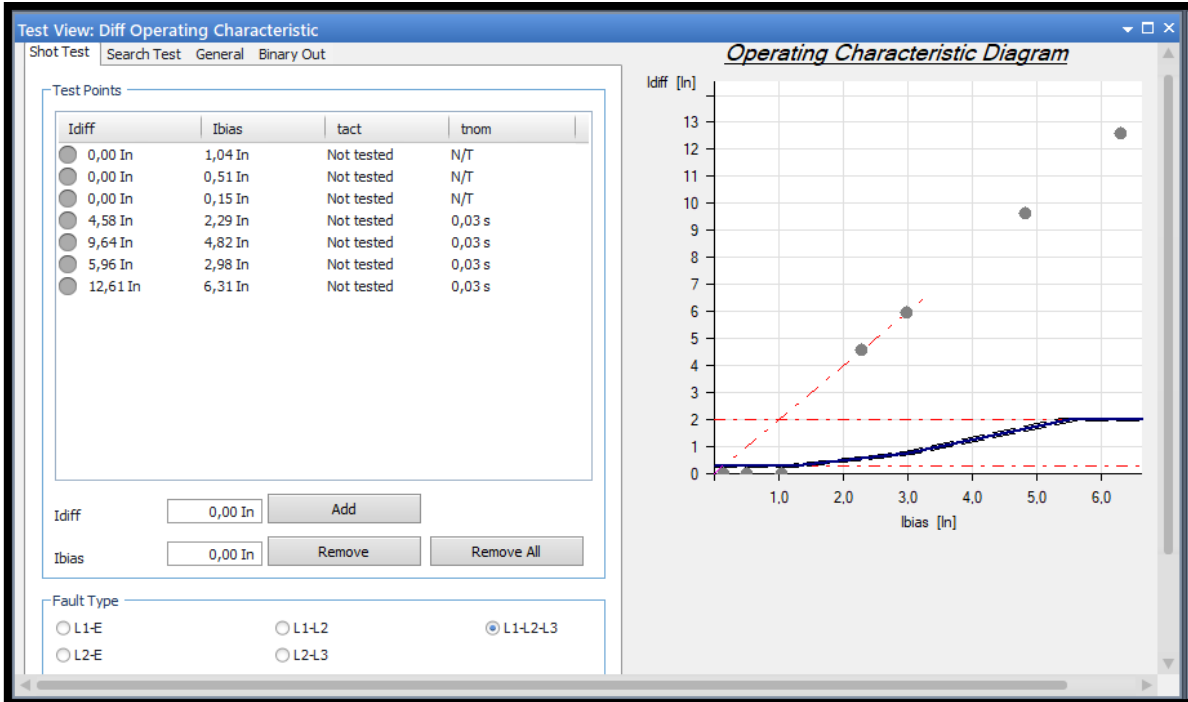 Test View: Diff Operating Characteristic
Shot Test Search Test General Binary Out
Test Points
Idiff Ibias tact tnom
0,00 In 1,04 In Not tested N/T
0,00 In 0,51 In Not tested N/T
0,00 In 0,15 In Not tested N/T
4,58 In 2,29 In Not tested 0,03 s
9,64 In 4,82 In Not tested 0,03 s
5,96 In 2,98 In Not tested 0,03 s
12,61 In 6,31 In Not tested 0,03 s
Idiff 0,00 In Add
Ibias 0,00 In Remove Remove All
Fault Type
L1-E L1-L2 L1-L2-L3
L2-E L2-L3
Operating Characteristic Diagram
Idiff [In]
13
12
11
10
9
8
7
6
5
4
3
2
1
0
1,0 2,0 3,0 4,0 5,0 6,0
Ibias [In]